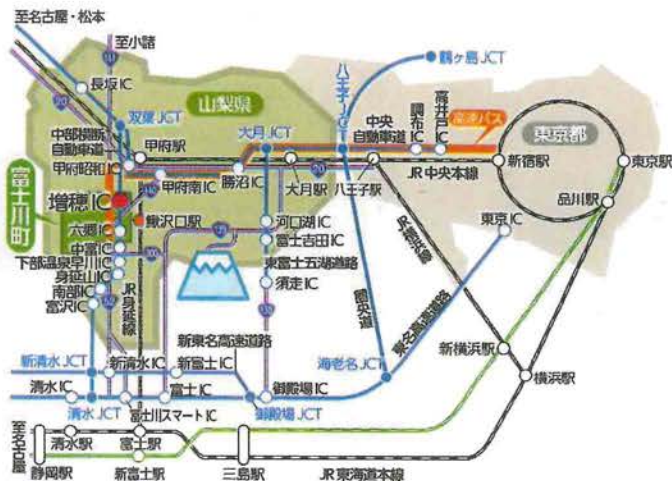 至名古屋・松本
至小諸
141
鶴ヶ島JCT
長坂IC
20
山梨県
八王子JCT
高井戸IC
調布IC
高速バス
双葉JCT
中部横断
自動車道
甲府駅
大月JCT
中央
自動車道
東京都
甲府昭和IC
甲府南IC
勝沼IC
大月駅
20
八王子駅
JR中央本線
新宿駅
東京駅
富士川町
増穂IC
品川駅
六郷IC
鰍沢口駅
河口湖IC
東京IC
中富IC
富士吉田IC
JR横浜線
下部温泉早川IC
東富士五湖道路
身延山IC
南部IC
須走IC
富沢IC
JR身延線
圏央道
東名高速道路
新東名高速道路
新横浜駅
新清水JCT
新清水IC
新富士IC
海老名JCT
横浜駅
清水IC
富士IC
御殿場IC
清水JCT
富士川スマートIC
御殿場JCT
至名古屋
清水駅
富士駅
静岡駅
新富士駅
三島駅
JR東海道本線